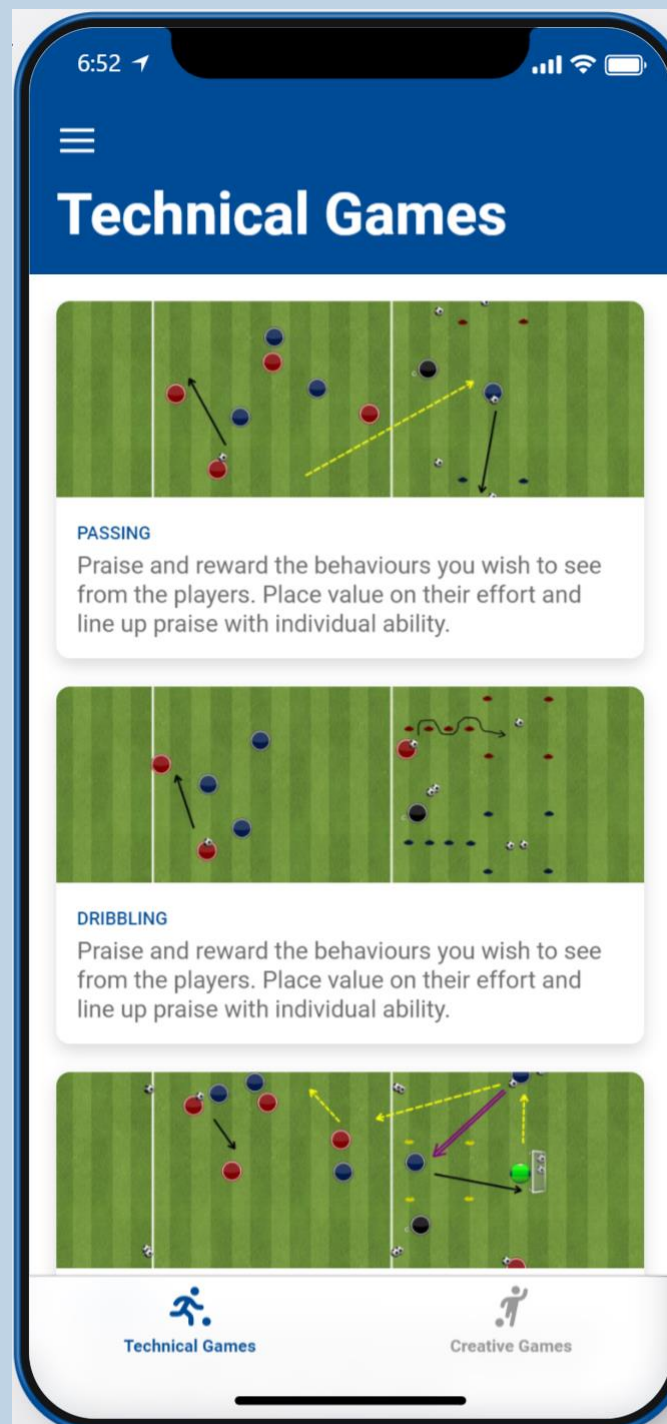 6:52
Technical Games
PASSING
Praise and reward the behaviours you wish to see
from the players. Place value on their effort and
line up praise with individual ability.
DRIBBLING
Praise and reward the behaviours you wish to see
from the players. Place value on their effort and
line up praise with individual ability.
Technical Games
Creative Games